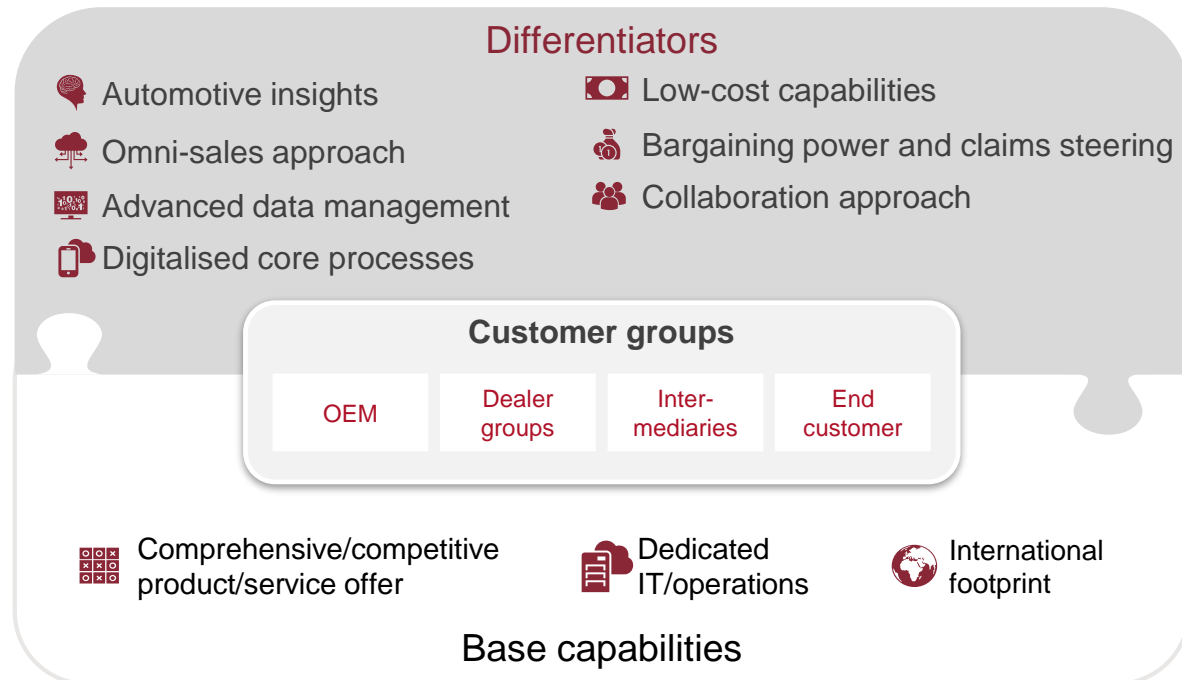 Differentiators
Automotive insights
Omni-sales approach
Advanced data management
Digitalised core processes
Low-cost capabilities
Bargaining power and claims steering
Collaboration approach
Customer groups
OEM
Dealer
groups
Inter-
mediaries
End
customer
Comprehensive/competitive
product/service offer
Dedicated
IT/operations
International
footprint
Base capabilities